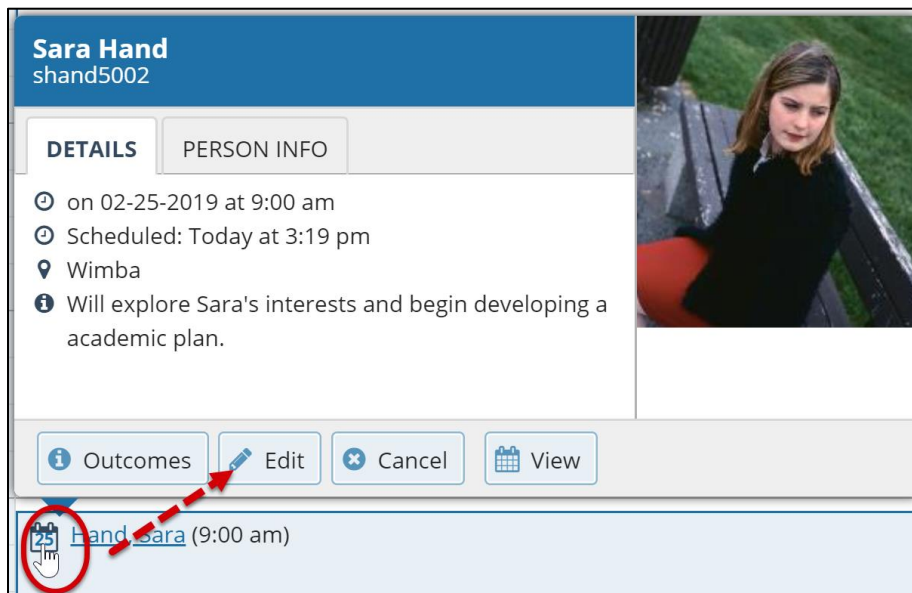 Sara Hand
shand5002
DETAILS PERSON INFO
on 02-25-2019 at 9:00 am
Scheduled: Today at 3:19 pm
Wimba
Will explore Sara's interests and begin developing a
academic plan.
Outcomes Edit Cancel View
25 Hand, Sara (9:00 am)